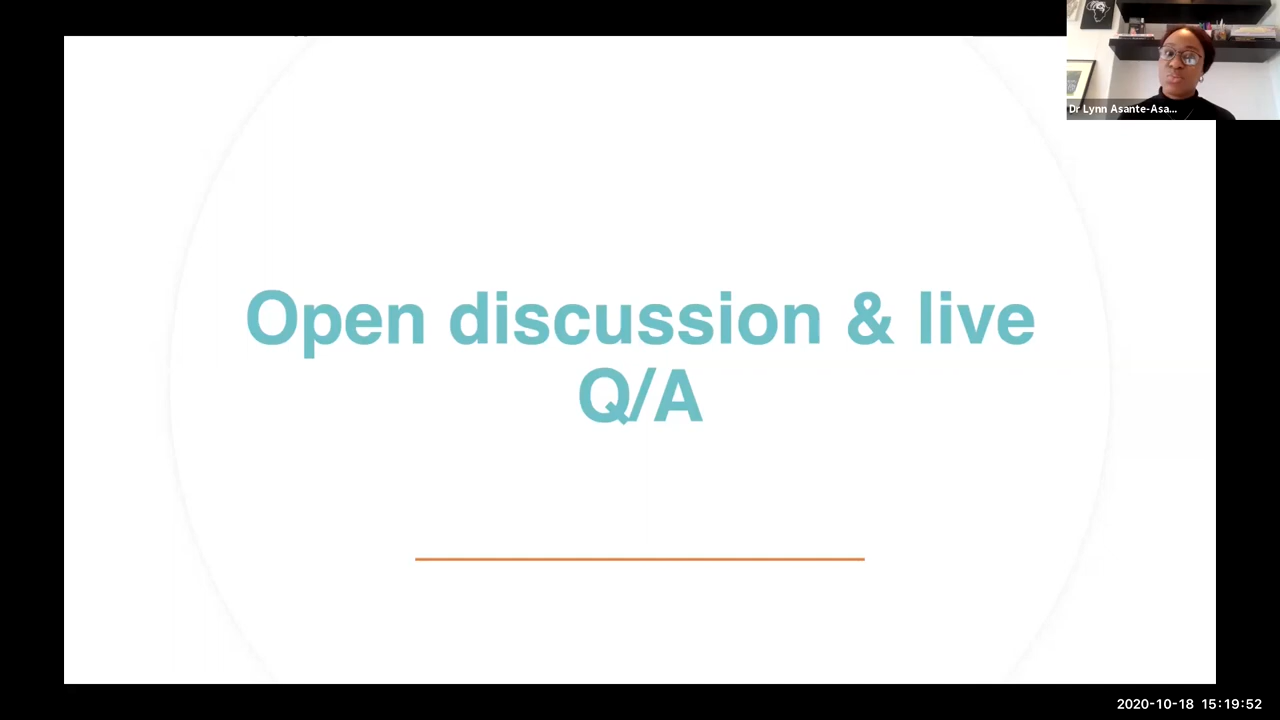 Dr Lynn Asante-Asa...
Open discussion & live
Q/A
2020-10-18 15:19:52